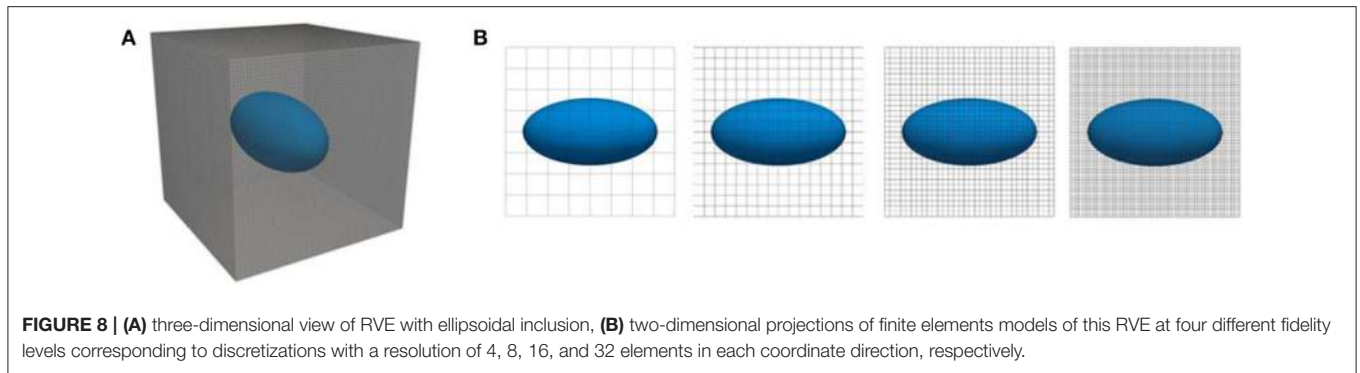 A
B
FIGURE 8 | (A) three-dimensional view of RVE with ellipsoidal inclusion, (B) two-dimensional projections of finite elements models of this RVE at four different fidelity
levels corresponding to discretizations with a resolution of 4, 8, 16, and 32 elements in each coordinate direction, respectively.